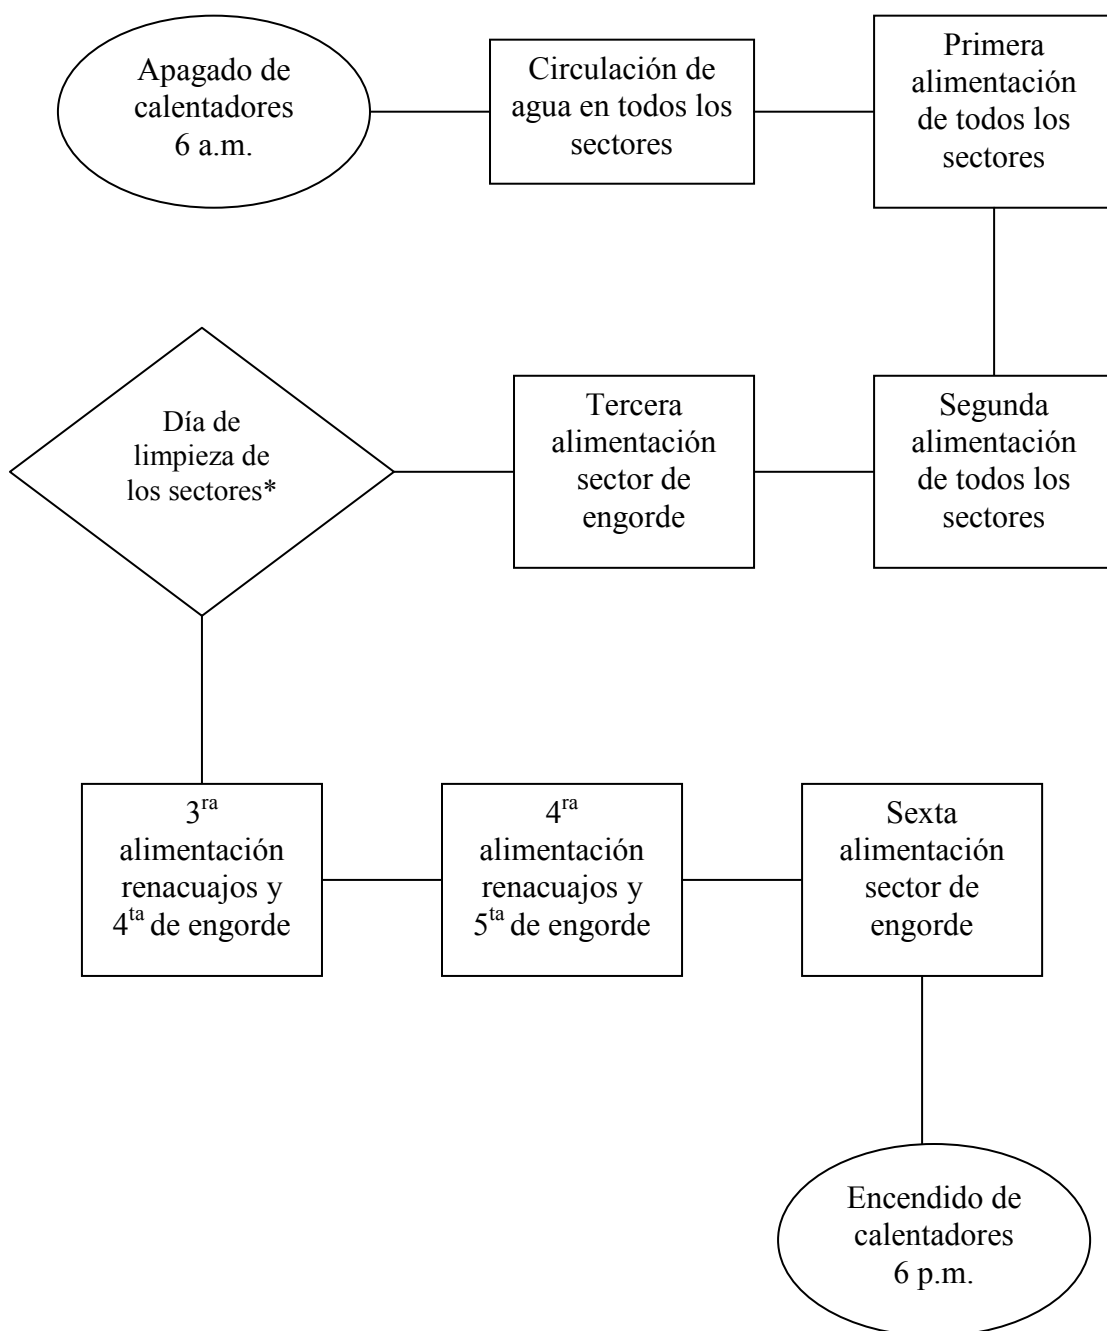 Apagado de
calentadores
6 a.m.
Circulación de
agua en todos los
sectores
Primera
alimentación
de todos los
sectores
Segunda
alimentación
de todos los
sectores
Tercera
alimentación
sector de
engorde
Día de
limpieza de
los sectores*
3ra
alimentación
renacuajos y
4ta de engorde
4ra
alimentación
renacuajos y
5ta de engorde
Sexta
alimentación
sector de
engorde
Encendido de
calentadores
6 p.m.